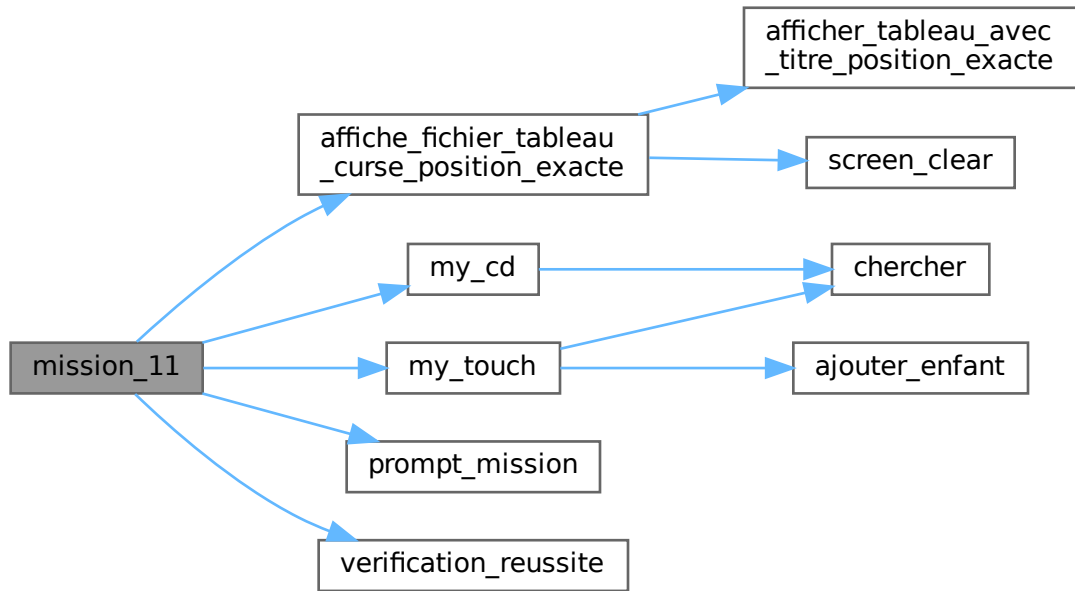 afficher_tableau_avec
_titre_position_exacte
affiche_fichier_tableau
_curse_position_exacte
screen_clear
my_cd
chercher
mission_11
my_touch
ajouter_enfant
prompt_mission
verification_reussite